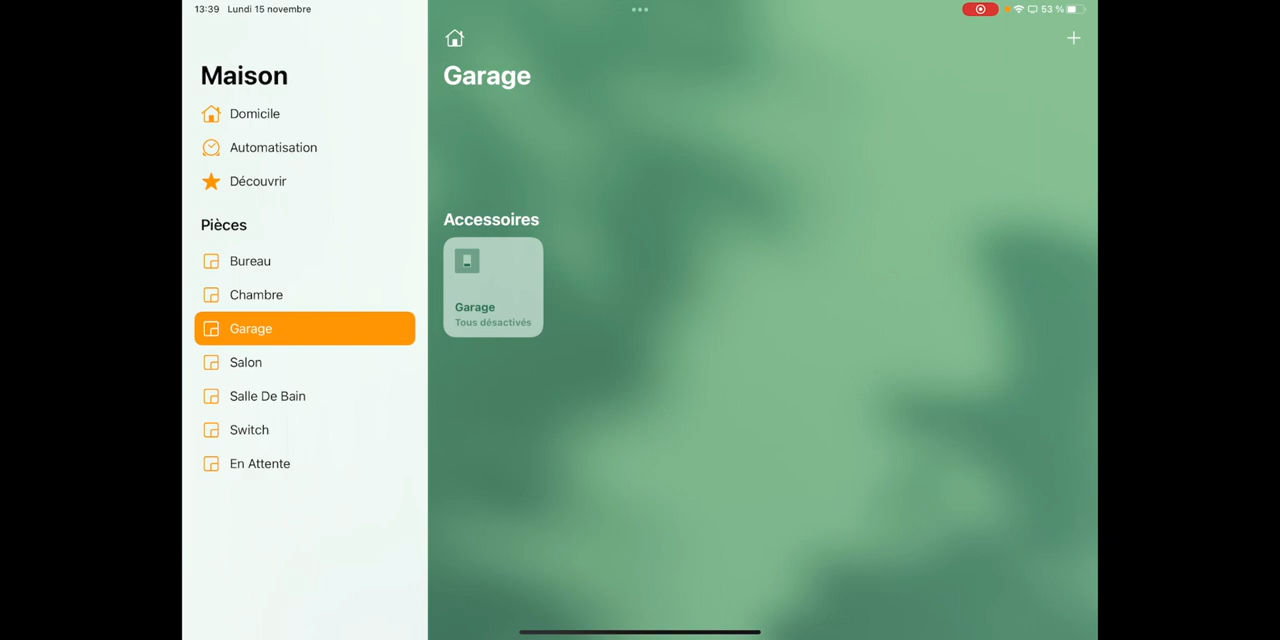 13:39 Lundi 15 novembre
53 %
Maison
Domicile
Automatisation
Découvrir
Pièces
Bureau
Chambre
Garage
Salon
Salle De Bain
Switch
En Attente
Garage
Accessoires
Garage
Tous désactivés